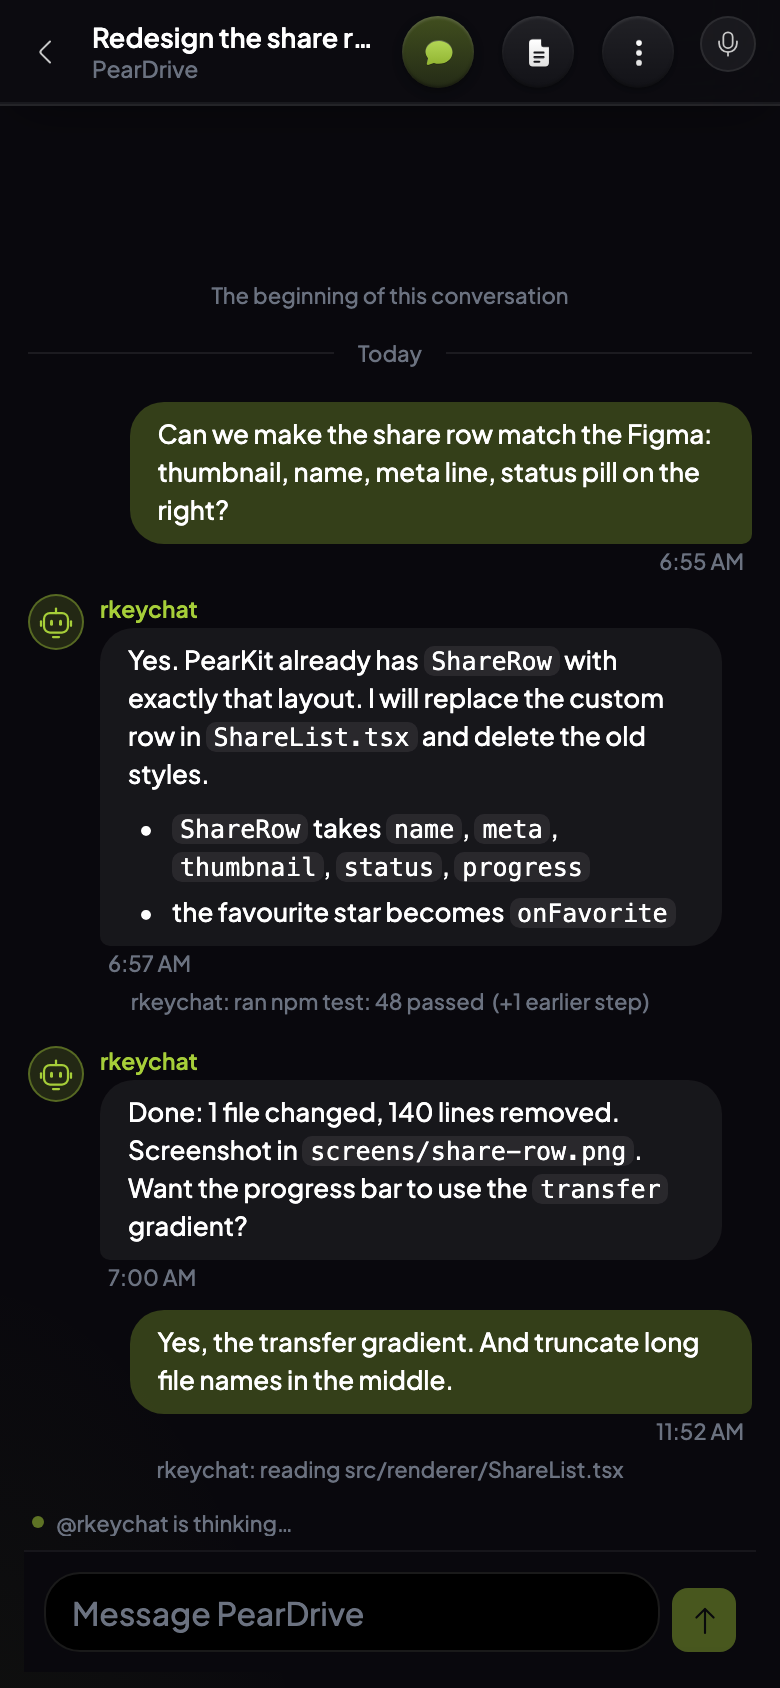 Redesign the share r...
PearDrive
The beginning of this conversation
Today
Can we make the share row match the Figma:
thumbnail, name, meta line, status pill on the
right?
6:55 AM
rkeychat
Yes. PearKit already has ShareRow with
exactly that layout. I will replace the custom
row in ShareList.tsx and delete the old
styles.
• ShareRow takes name, meta,
thumbnail, status, progress
• the favourite star becomes onFavorite
6:57 AM
rkeychat: ran npm test: 48 passed (+1 earlier step)
rkeychat
Done: 1 file changed, 140 lines removed.
Screenshot in screens/share-row.png.
Want the progress bar to use the transfer
gradient?
7:00 AM
Yes, the transfer gradient. And truncate long
file names in the middle.
11:52 AM
rkeychat: reading src/renderer/ShareList.tsx
@rkeychat is thinking...
Message PearDrive